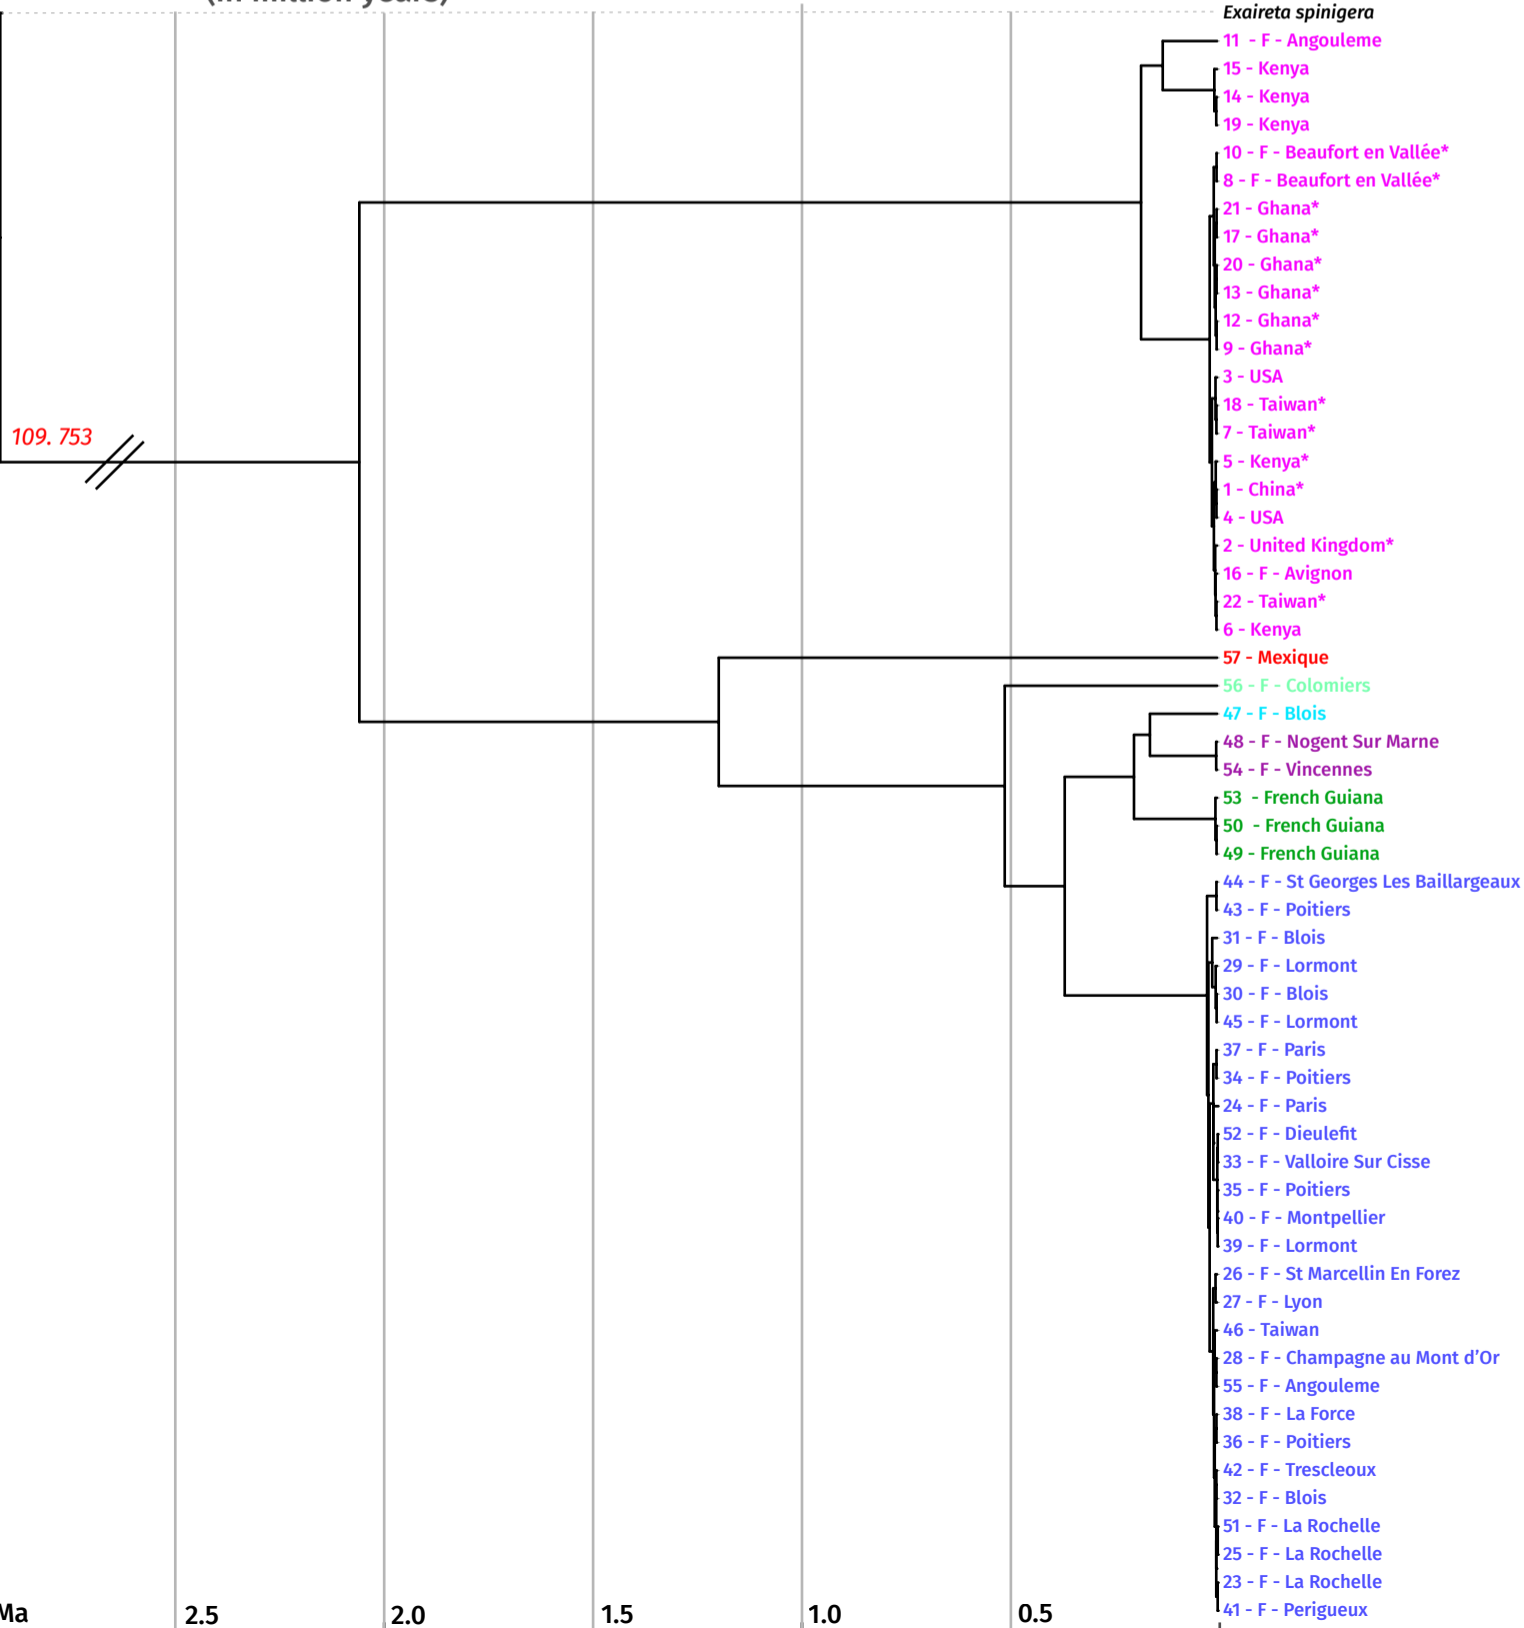 (in million years)
Exaireta spinigera
11 - F - Angouleme
15 - Kenya
14 - Kenya
19 - Kenya
10 - F - Beaufort en Vallée*
8 - F - Beaufort en Vallée*
21 - Ghana*
17 - Ghana*
20 - Ghana*
13 - Ghana*
12 - Ghana*
9 - Ghana*
3 - USA
18 - Taiwan*
7 - Taiwan*
109. 753
5 - Kenya*
1 - China*
4 - USA
2 - United Kingdom*
16 - F - Avignon
22 - Taiwan*
6 - Kenya
57 - Mexique
56 - F - Colomiers
47 - F - Blois
48 - F - Nogent Sur Marne
54 - F - Vincennes
53 - French Guiana
50 - French Guiana
49 - French Guiana
44 - F - St Georges Les Baillargeaux
43 - F - Poitiers
31 - F - Blois
29 - F - Lormont
30 - F - Blois
45 - F - Lormont
37 - F - Paris
34 - F - Poitiers
24 - F - Paris
52 - F - Dieulefit
33 - F - Valloire Sur Cisse
35 - F - Poitiers
40 - F - Montpellier
39 - F - Lormont
26 - F - St Marcellin En Forez
27 - F - Lyon
46 - Taiwan
28 - F - Champagne au Mont d’Or
55 - F - Angouleme
38 - F - La Force
36 - F - Poitiers
42 - F - Trescleoux
32 - F - Blois
51 - F - La Rochelle
25 - F - La Rochelle
23 - F - La Rochelle
41 - F - Perigueux
Ma 2.5 2.0 1.5 1.0 0.5